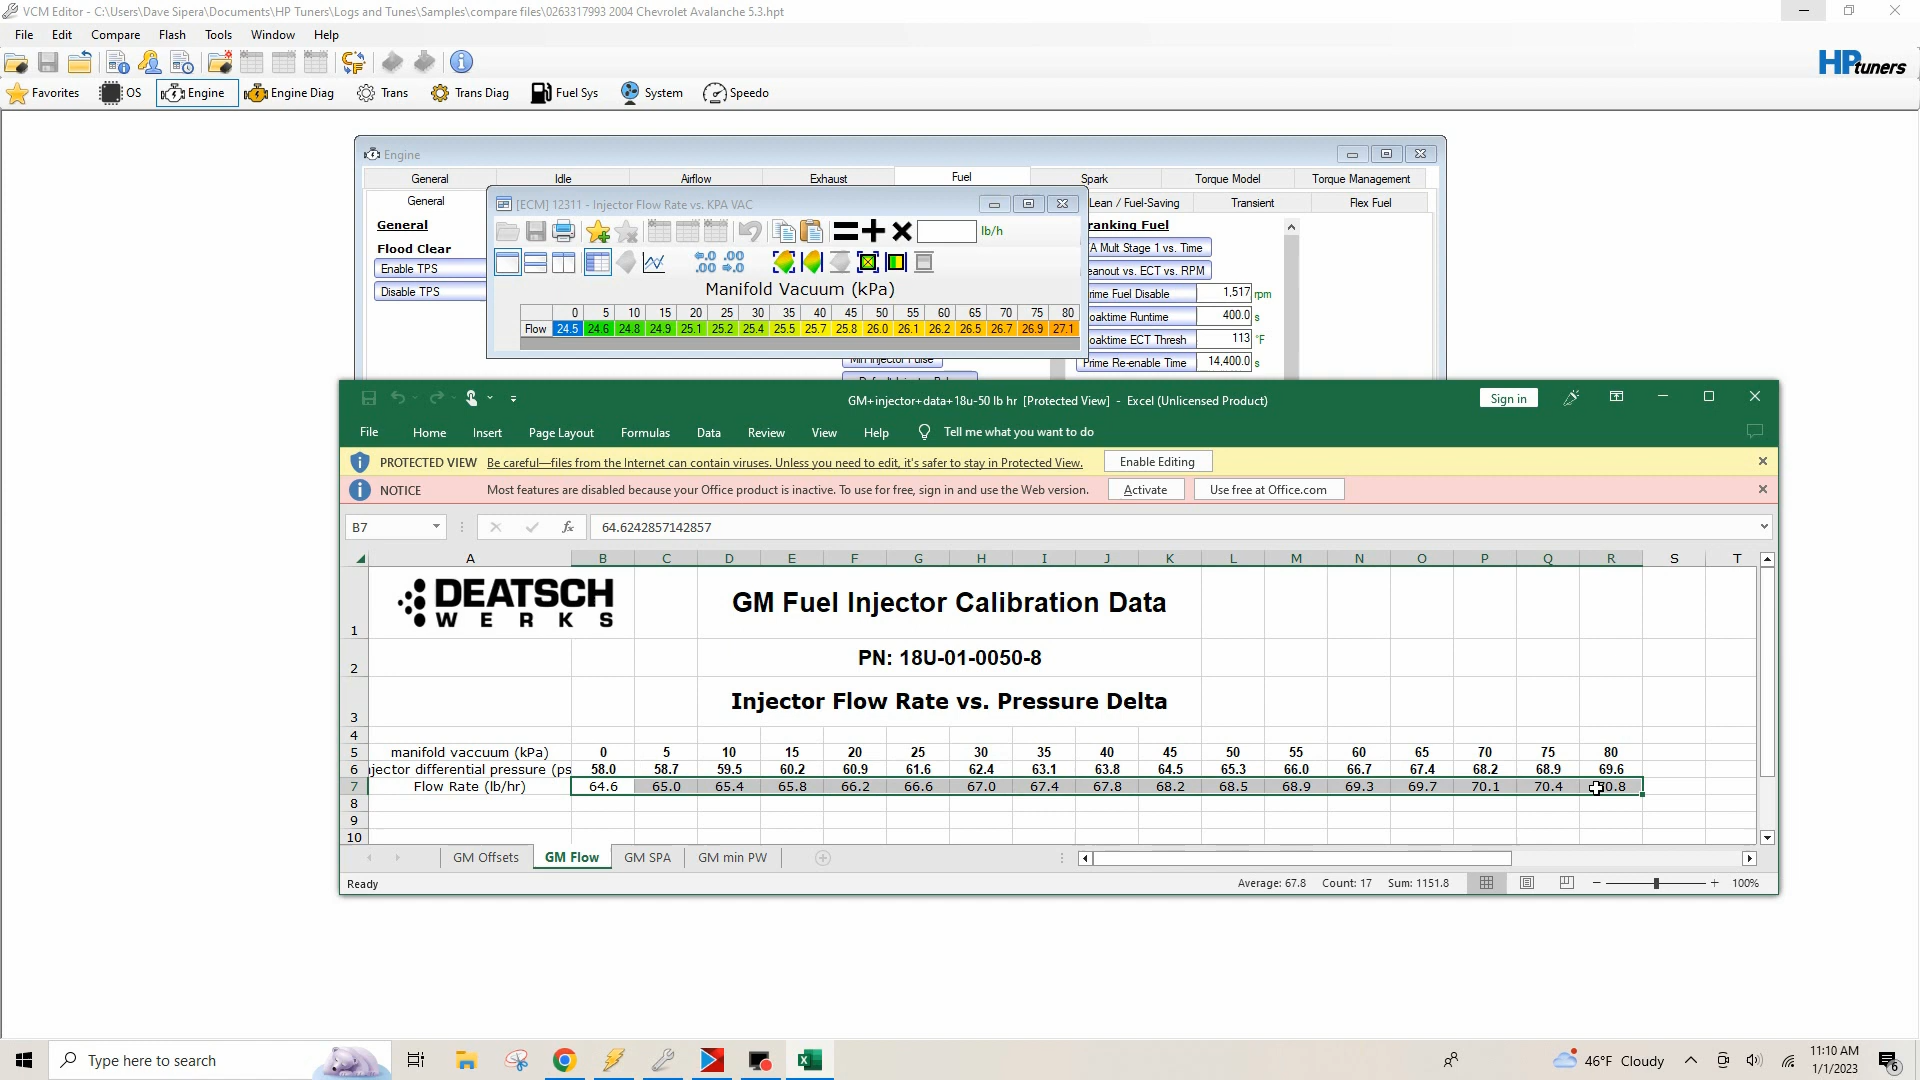 VCM Editor - C:\Users\Dave Sipera\Documents\HP Tuners\Logs and Tunes\Samples\compare files\0263317993 2004 Chevrolet Avalanche 5.3.hpt
File Edit Compare Flash Tools Window Help
HPtuners
Favorites OS Engine Engine Diag Trans Trans Diag Fuel Sys System Speedo
Engine
General Idle Airflow Exhaust Fuel Spark Torque Model Torque Management
General Lean / Fuel-Saving Transient Flex Fuel
General
Flood Clear
Enable TPS
Disable TPS
[ECM] 12311 - Injector Flow Rate vs. KPA VAC
lb/h
Manifold Vacuum (kPa)
0 5 10 15 20 25 30 35 40 45 50 55 60 65 70 75 80
Flow 24.5 24.6 24.8 24.9 25.1 25.2 25.4 25.5 25.7 25.8 26.0 26.1 26.2 26.5 26.7 26.9 27.1
ranking Fuel
A Mult Stage 1 vs. Time
eanout vs. ECT vs. RPM
rime Fuel Disable 1,517 rpm
oaktime Runtime 400.0 s
oaktime ECT Thresh 113 °F
Prime Re-enable Time 14,400.0 s
Min Injector Pulse
GM+injector+data+18u-50 lb hr [Protected View] - Excel (Unlicensed Product)
Sign in
File Home Insert Page Layout Formulas Data Review View Help Tell me what you want to do
PROTECTED VIEW Be careful—files from the Internet can contain viruses. Unless you need to edit, it's safer to stay in Protected View. Enable Editing
NOTICE Most features are disabled because your Office product is inactive. To use for free, sign in and use the Web version. Activate Use free at Office.com
B7 fx 64.6242857142857
A B C D E F G H I J K L M N O P Q R S T
1 DEATSCH WERKS GM Fuel Injector Calibration Data
2 PN: 18U-01-0050-8
3 Injector Flow Rate vs. Pressure Delta
4
5 manifold vaccuum (kPa) 0 5 10 15 20 25 30 35 40 45 50 55 60 65 70 75 80
6 njector differential pressure (ps 58.0 58.7 59.5 60.2 60.9 61.6 62.4 63.1 63.8 64.5 65.3 66.0 66.7 67.4 68.2 68.9 69.6
7 Flow Rate (lb/hr) 64.6 65.0 65.4 65.8 66.2 66.6 67.0 67.4 67.8 68.2 68.5 68.9 69.3 69.7 70.1 70.4 70.8
8
9
10
GM Offsets GM Flow GM SPA GM min PW
Ready Average: 67.8 Count: 17 Sum: 1151.8 100%
Type here to search
46°F Cloudy
11:10 AM
1/1/2023
6